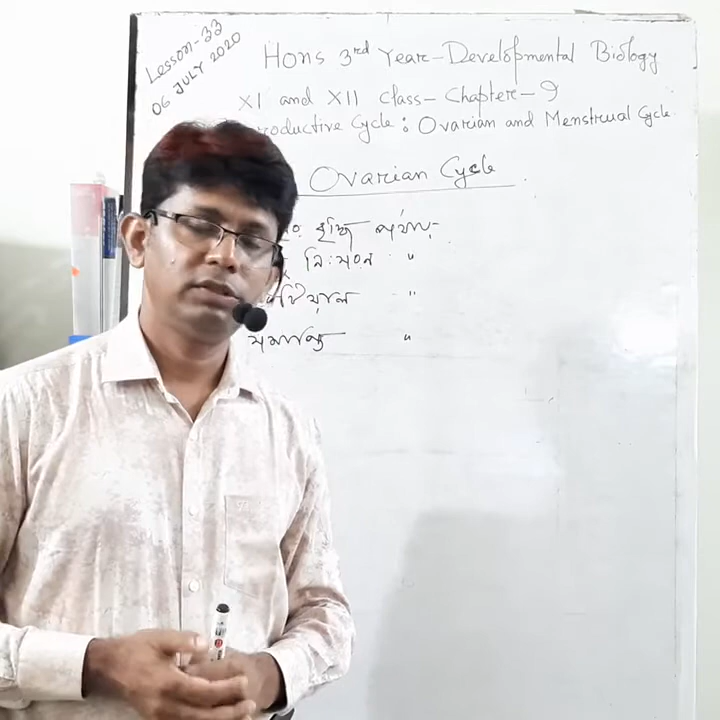 Lesson-33
06 JULY 2020
Hons 3rd Year-Developmental Biology
XI and XII Class- Chapter-9
roductive Cycle: Ovarian and Menstrual Cycle
Ovarian Cycle
বৃদ্ধি পর্যায়
নিঃসরণ "
"
"